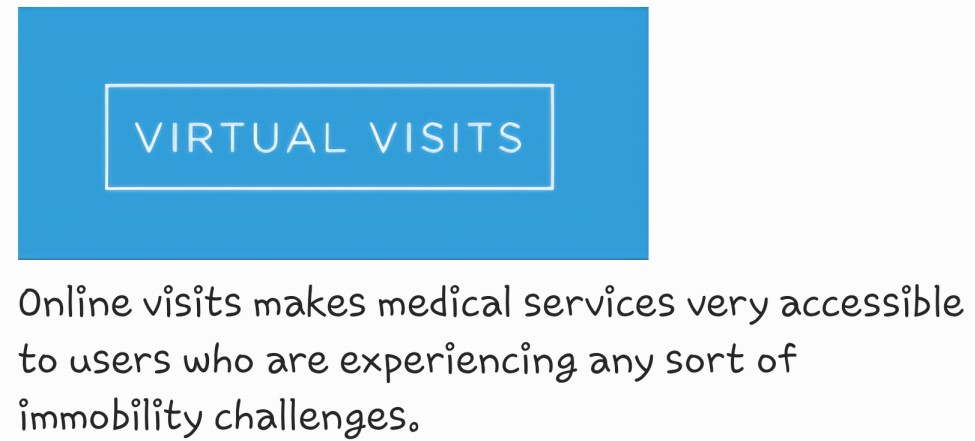 VIRTUAL VISITS
Online visits makes medical services very accessible
to users who are experiencing any sort of
immobility challenges.